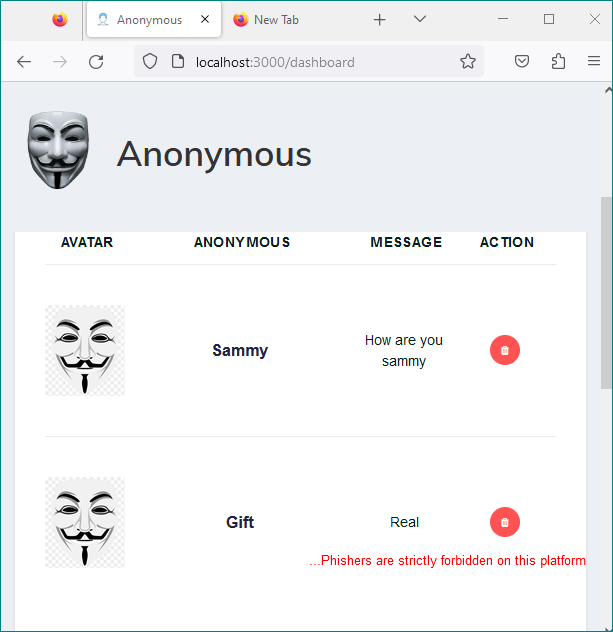 Anonymous
New Tab
localhost:3000/dashboard
Anonymous
AVATAR ANONYMOUS MESSAGE ACTION
Sammy
How are you
sammy
Gift
Real
...Phishers are strictly forbidden on this platform